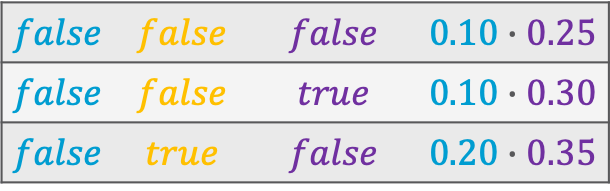 false false false 0.10 · 0.25
false false true 0.10 · 0.30
false true false 0.20 · 0.35